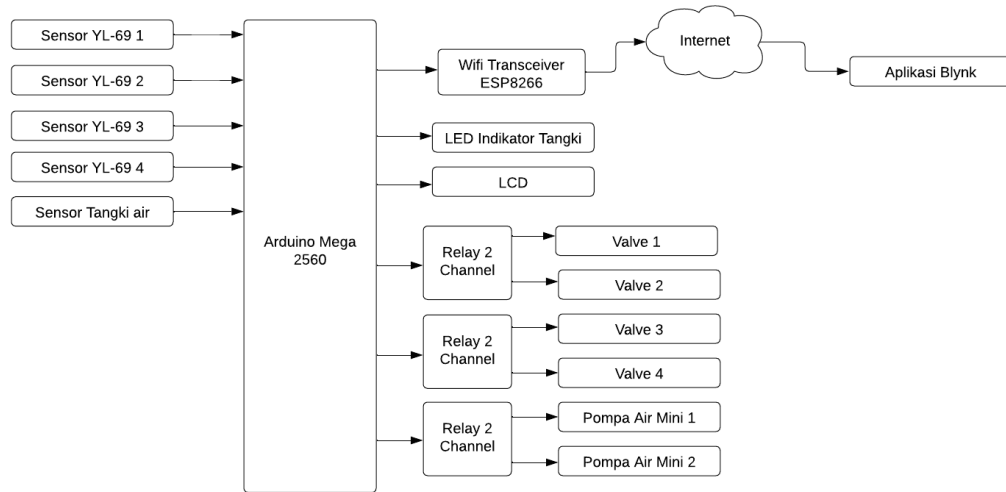 Sensor YL-69 1
Sensor YL-69 2
Sensor YL-69 3
Sensor YL-69 4
Sensor Tangki air
Arduino Mega
2560
Wifi Transceiver
ESP8266
Internet
Aplikasi Blynk
LED Indikator Tangki
LCD
Relay 2
Channel
Valve 1
Valve 2
Relay 2
Channel
Valve 3
Valve 4
Relay 2
Channel
Pompa Air Mini 1
Pompa Air Mini 2